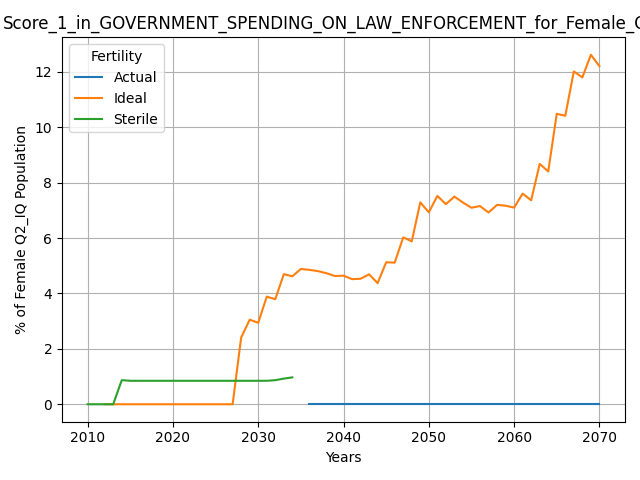 Score_1_in_GOVERNMENT_SPENDING_ON_LAW_ENFORCEMENT_for_Female_
Fertility
Actual
Ideal
Sterile
% of Female Q2_IQ Population
12
10
8
6
4
2
0
2010 2020 2030 2040 2050 2060 2070
Years